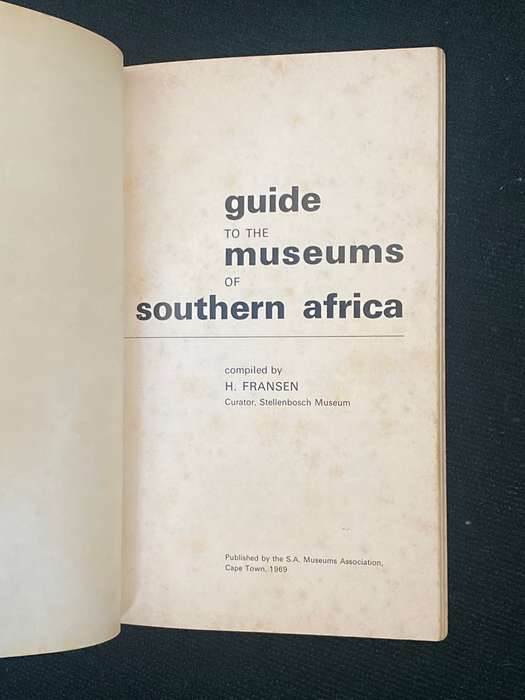 guide
TO THE
museums
OF
southern africa
compiled by
H. FRANSEN
Curator, Stellenbosch Museum
Published by the S.A. Museums Association,
Cape Town, 1969